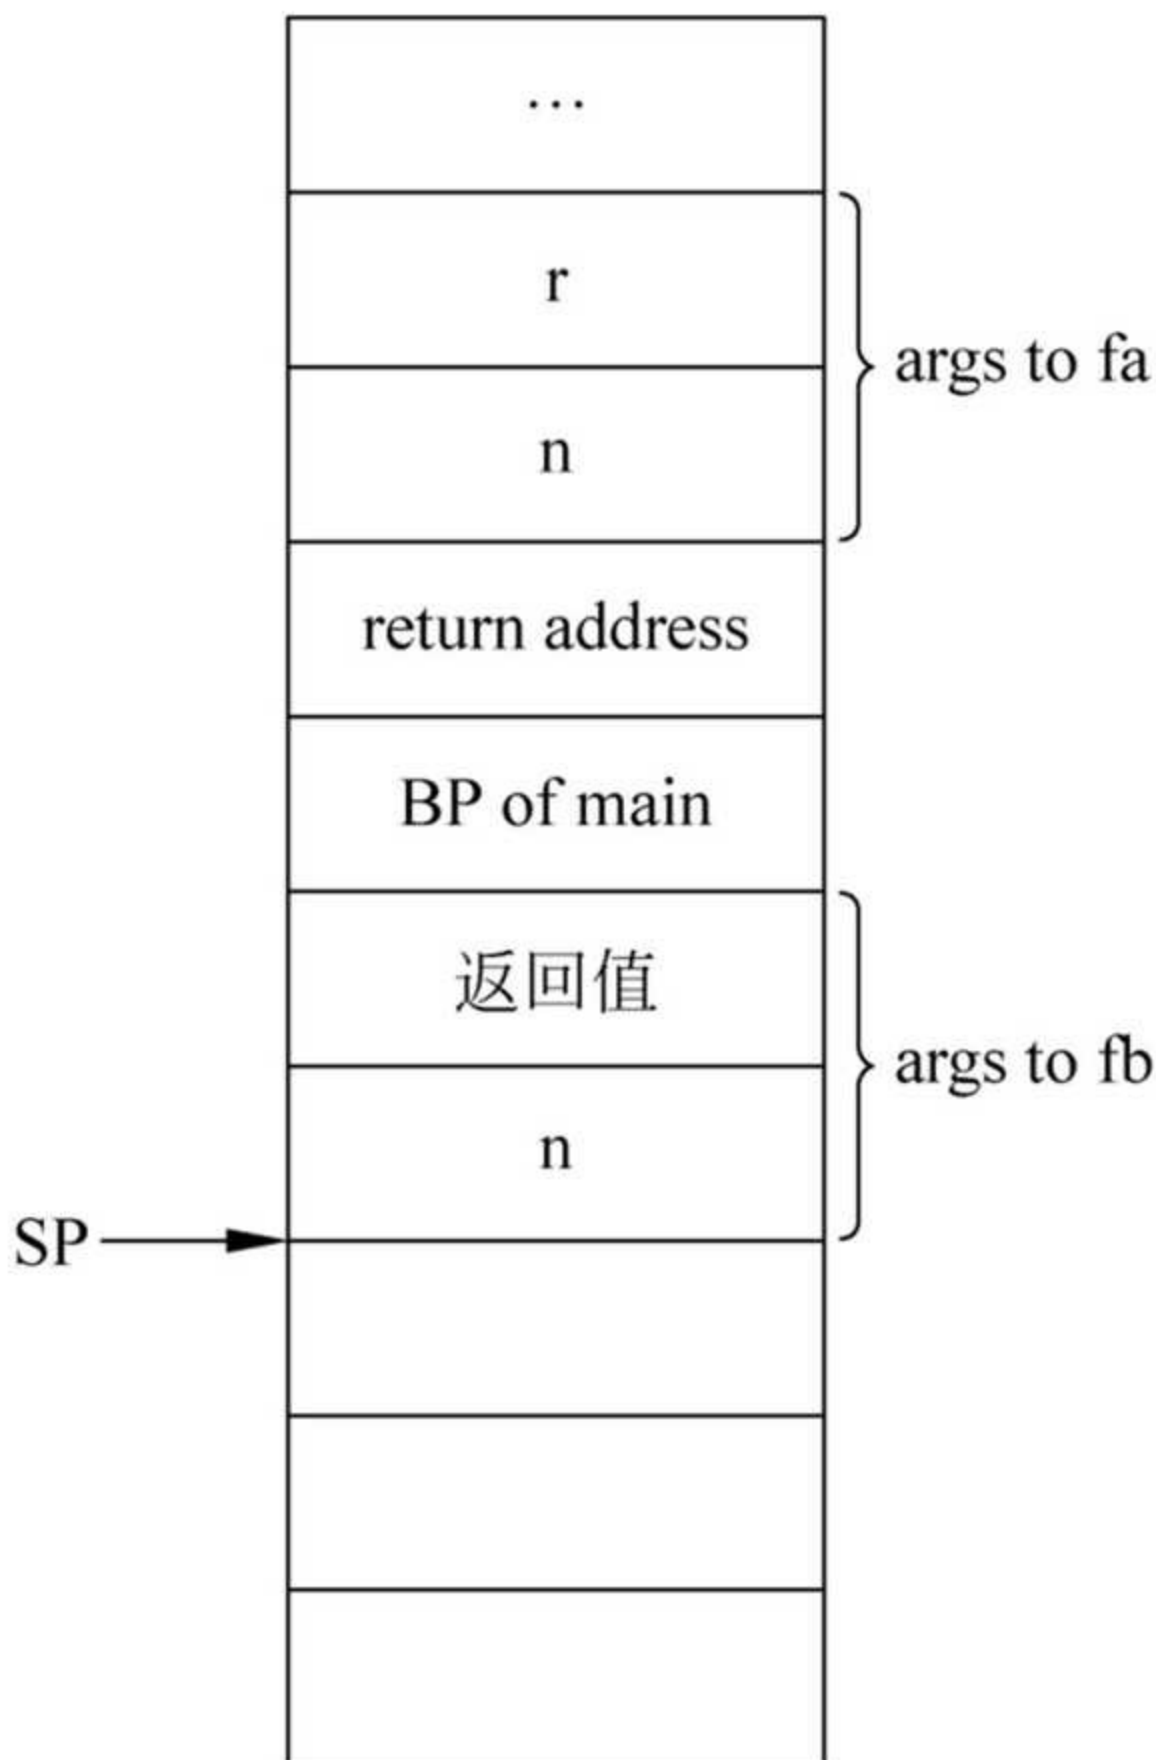 …
r
n
args to fa
return address
BP of main
返回值
n
args to fb
SP